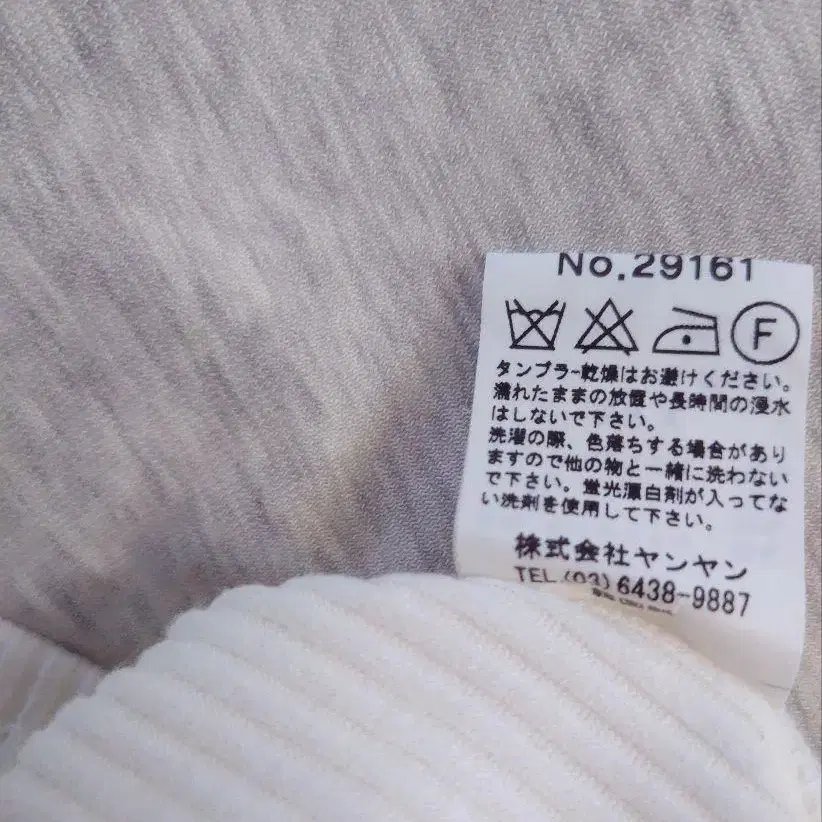 No.29161
F
タンブラー乾燥はお避けください。
濡れたままの放置や長時間の浸水
はしないで下さい。
洗濯の際、色落ちする場合があり
ますので他の物と一緒に洗わない
で下さい。蛍光漂白剤が入ってな
い洗剤を使用して下さい。
株式会社ヤンヤン
TEL.(03)6438-9887